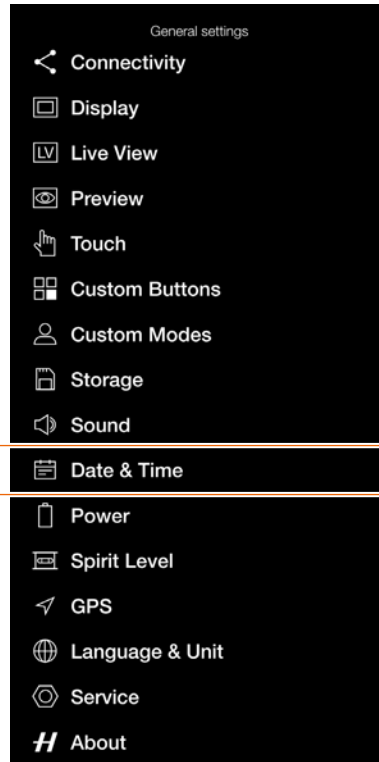 General settings
Connectivity
Display
LV Live View
Preview
Touch
Custom Buttons
Custom Modes
Storage
Sound
Date & Time
Power
Spirit Level
GPS
Language & Unit
Service
H About